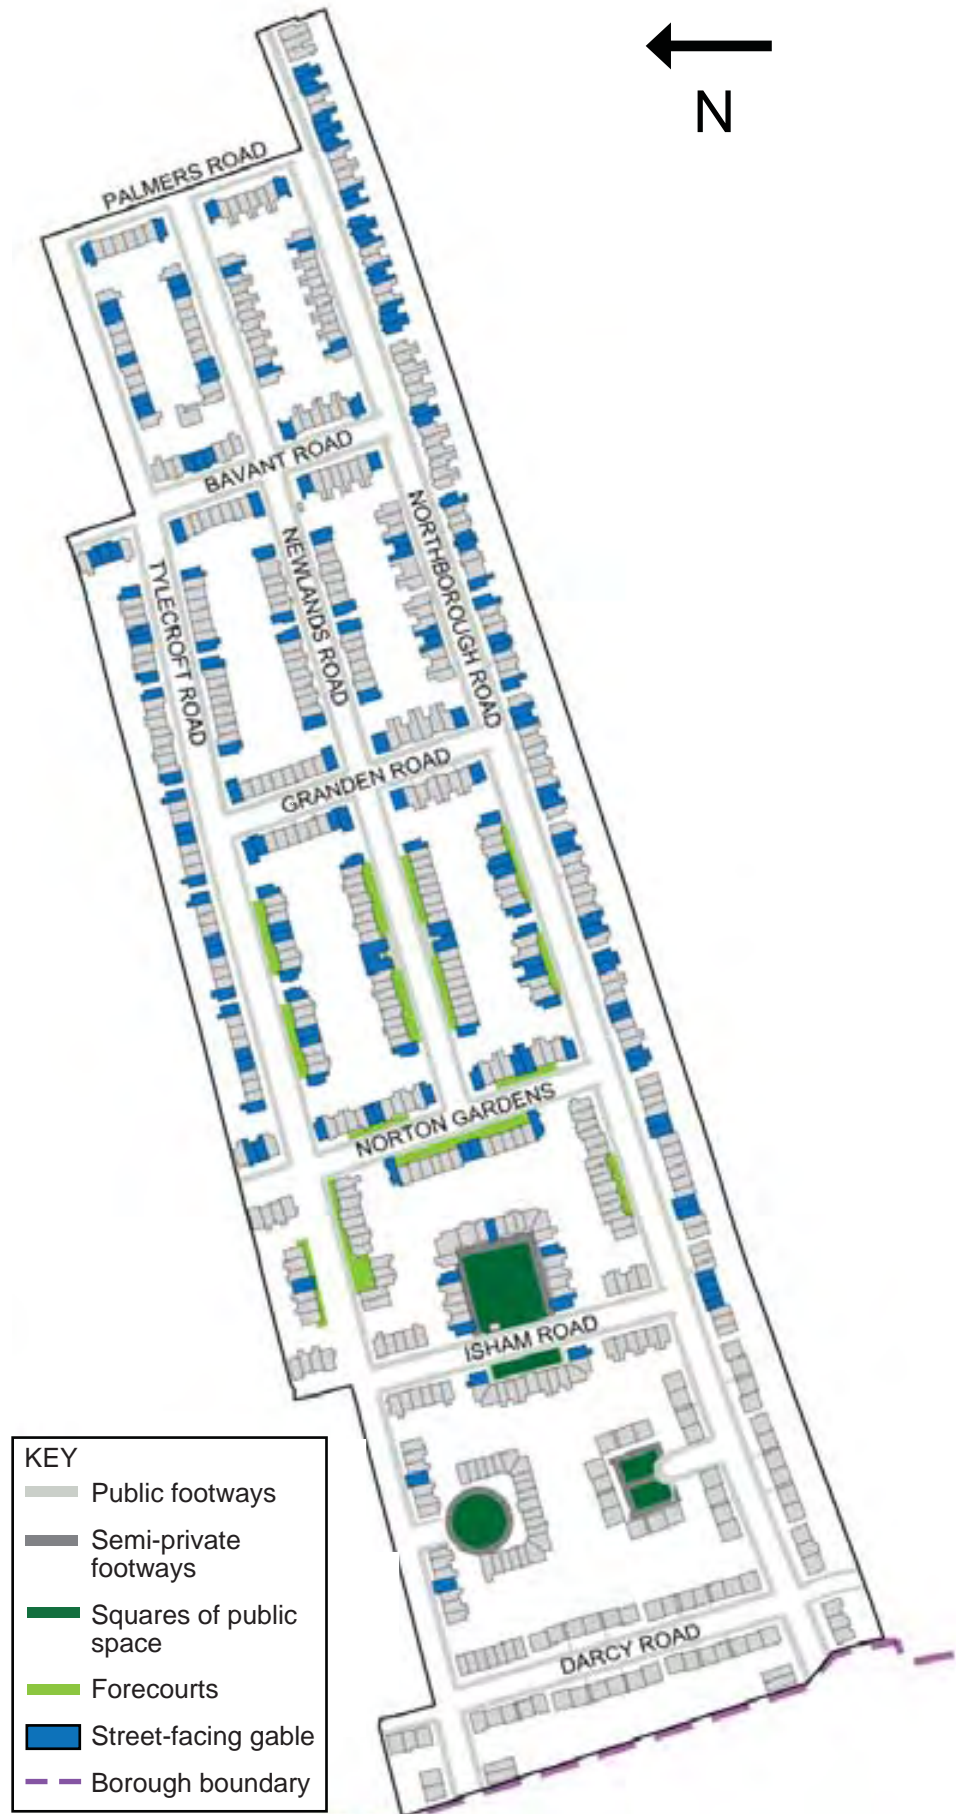 N
PALMERS ROAD
BAVANT ROAD
NORTHBOROUGH ROAD
NEWLANDS ROAD
TYLECROFT ROAD
GRANDEN ROAD
NORTON GARDENS
ISHAM ROAD
DARCY ROAD
KEY
Public footways
Semi-private
footways
Squares of public
space
Forecourts
Street-facing gable
Borough boundary